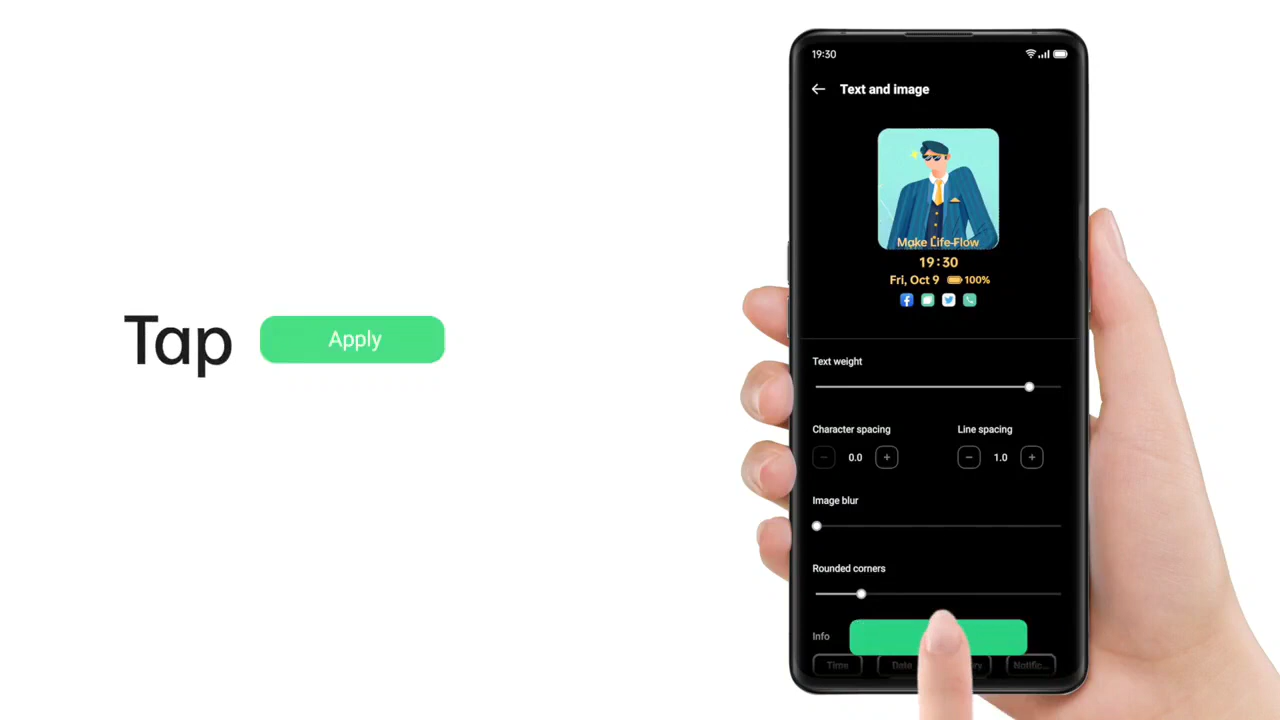 Tap Apply
19:30
Text and image
Make Life Flow
19:30
Fri, Oct 9 100%
Text weight
Character spacing Line spacing
− 0.0 + − 1.0 +
Image blur
Rounded corners
Info
Time Date Notific...